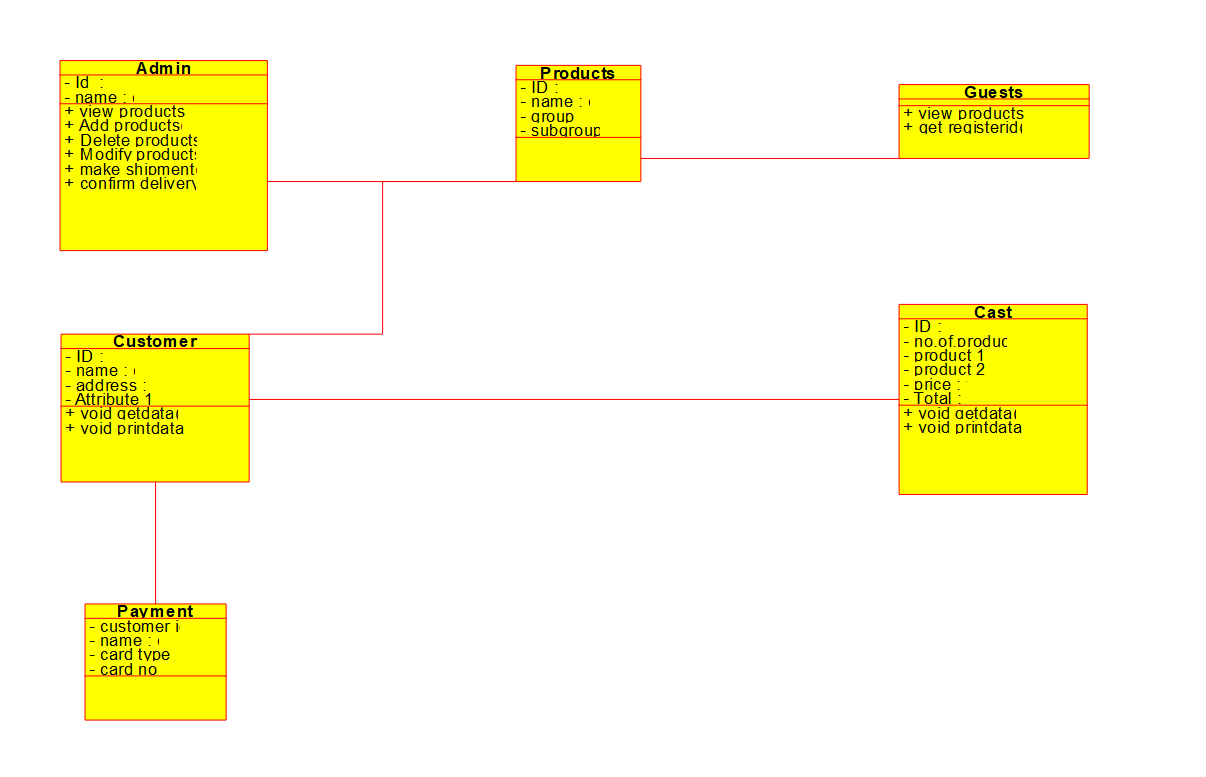 Admin
- Id :
- name :
+ view products
+ Add products(
+ Delete products
+ Modify products
+ make shipment(
+ confirm delivery
Products
- ID :
- name :
- group
- subgroup
Guests
+ view products
+ get registerid(
Customer
- ID :
- name :
- address :
- Attribute 1
+ void getdata(
+ void printdata
Cast
- ID :
- no.of.produc
- product 1
- product 2
- price :
- Total :
+ void getdata(
+ void printdata
Payment
- customer i
- name :
- card type
- card no